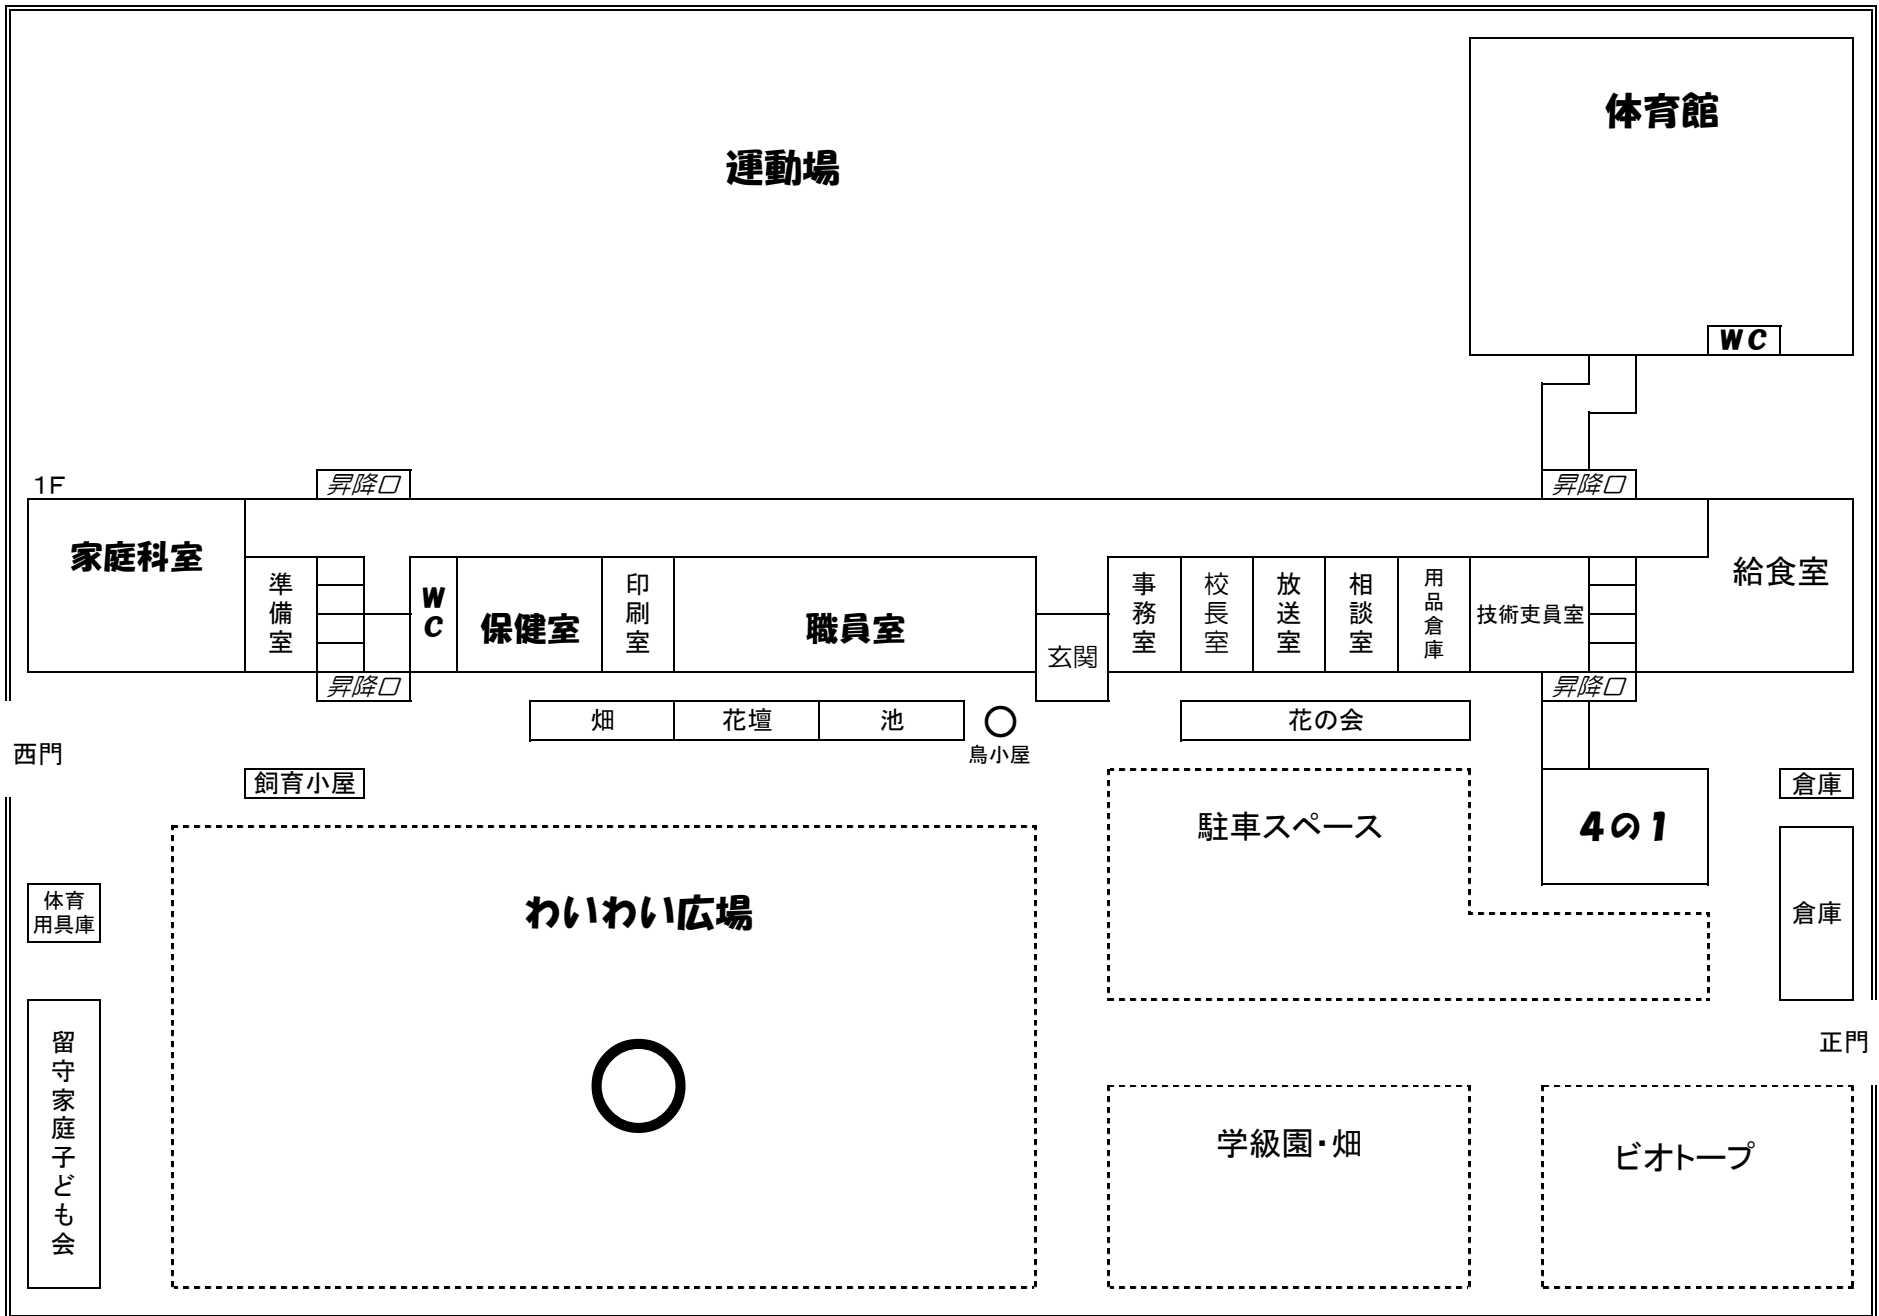 体育館
運動場
WC
1F
昇降口
昇降口
家庭科室
準備室
WC
保健室
印刷室
職員室
玄関
事務室
校長室
放送室
相談室
用品倉庫
技術吏員室
給食室
昇降口
昇降口
畑
花壇
池
鳥小屋
花の会
西門
飼育小屋
駐車スペース
4の1
倉庫
体育
用具庫
わいわい広場
倉庫
留守家庭子ども会
正門
学級園・畑
ビオトープ